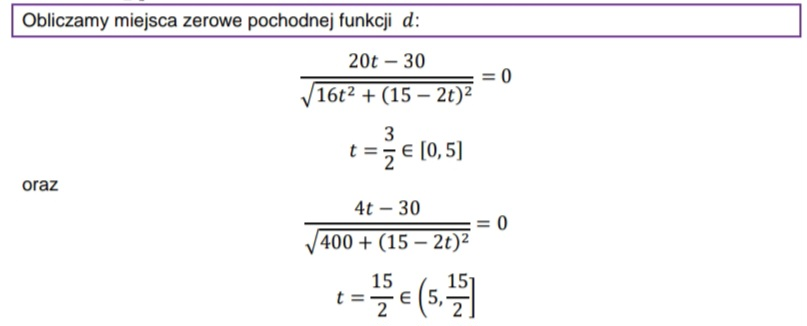 Obliczamy miejsca zerowe pochodnej funkcji d:
(20t − 30) / √(16t² + (15 − 2t)²) = 0
t = 3/2 ∈ [0, 5]
oraz
(4t − 30) / √(400 + (15 − 2t)²) = 0
t = 15/2 ∈ (5, 15/2]